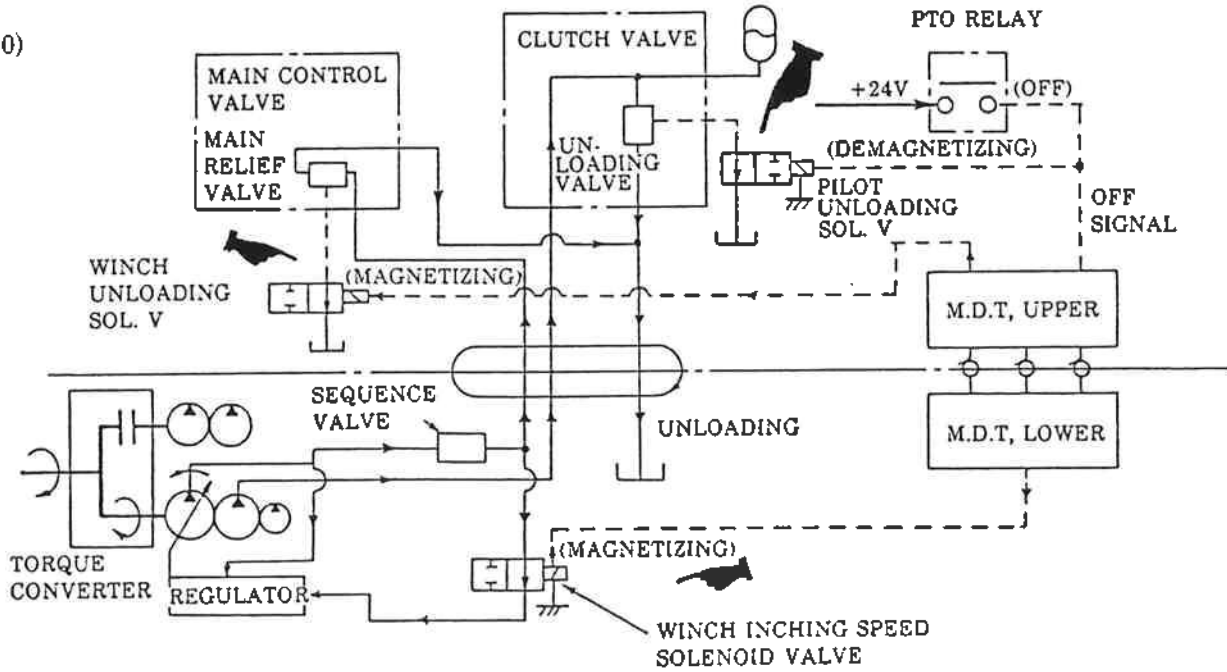 0)
PTO RELAY
CLUTCH VALVE
MAIN CONTROL
VALVE
+24V
(OFF)
MAIN
RELIEF
VALVE
UN-
LOADING
VALVE
(DEMAGNETIZING)
PILOT
UNLOADING
SOL. V
OFF
SIGNAL
WINCH
UNLOADING
SOL. V
(MAGNETIZING)
M.D.T, UPPER
SEQUENCE
VALVE
UNLOADING
M.D.T, LOWER
TORQUE
CONVERTER
REGULATOR
(MAGNETIZING)
WINCH INCHING SPEED
SOLENOID VALVE